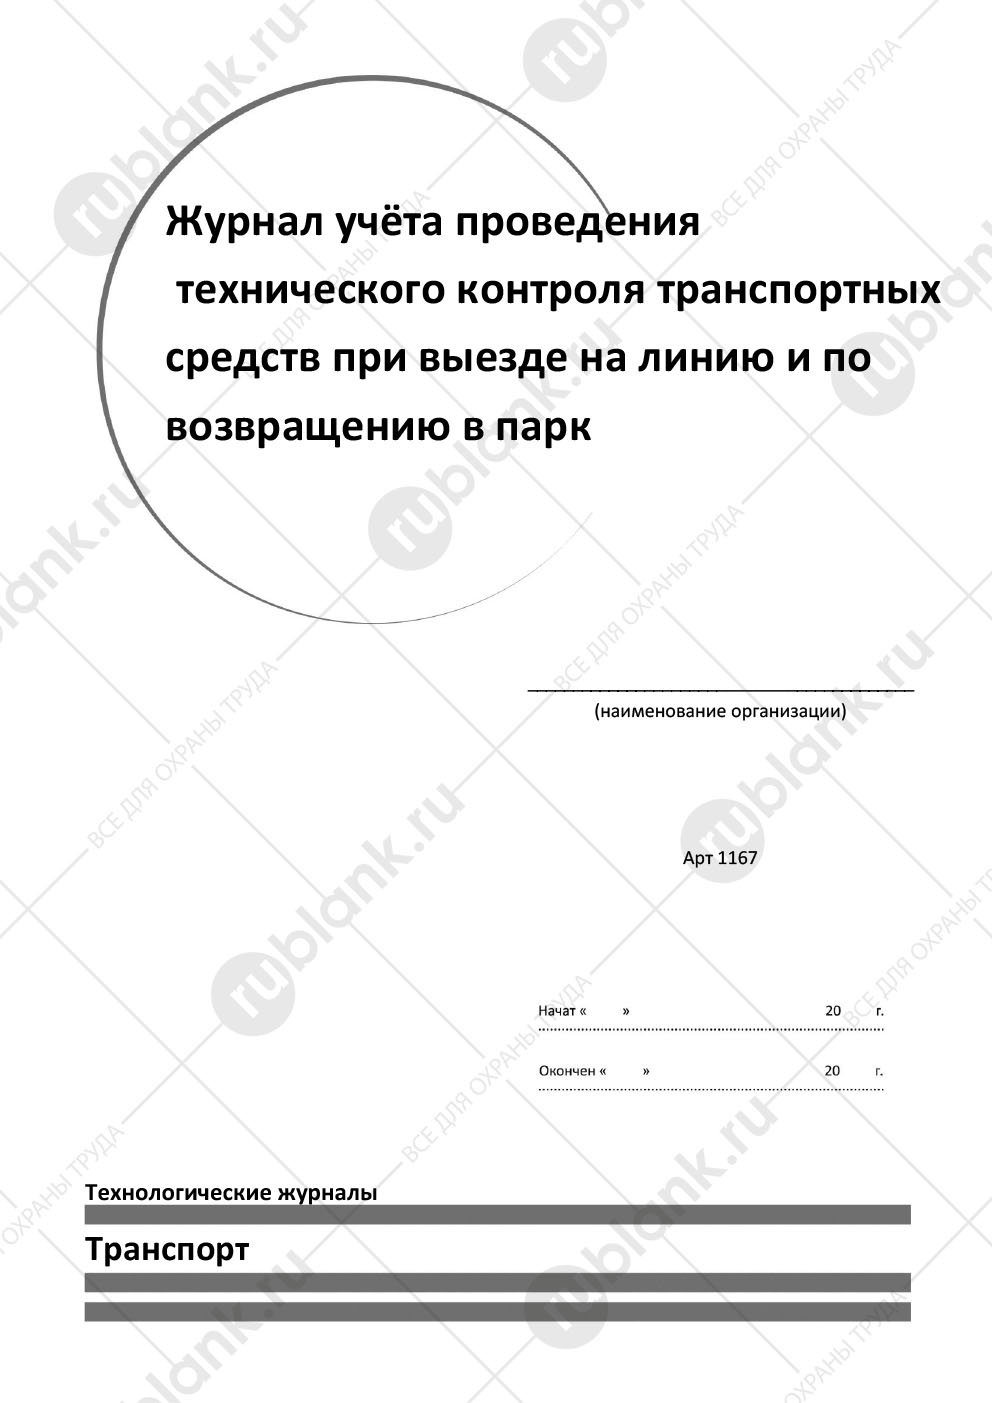 Журнал учёта проведения
технического контроля транспортных
средств при выезде на линию и по
возвращению в парк
(наименование организации)
Арт 1167
Начат « » 20 г.
Окончен « » 20 г.
Технологические журналы
Транспорт
rublank.ru
ВСЕ ДЛЯ ОХРАНЫ ТРУДА